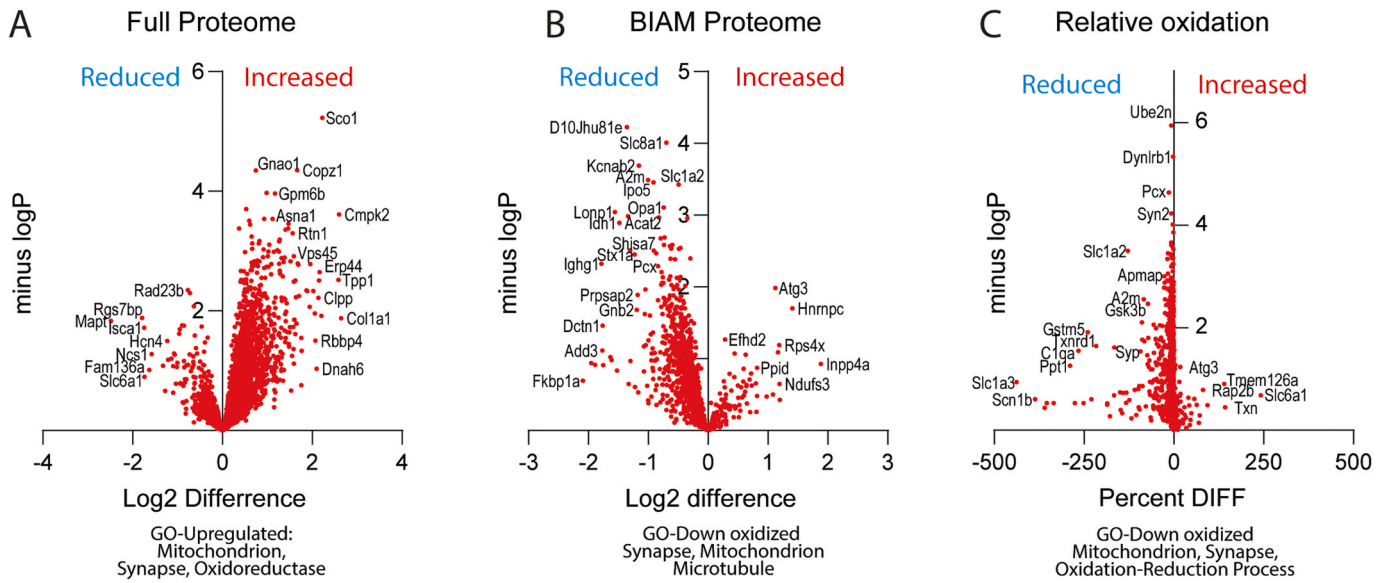 A
Full Proteome
Reduced
Increased
6
4
2
minus logP
Sco1
Gnao1
Copz1
Gpm6b
Asna1
Cmpk2
Rtn1
Vps45
Erp44
Tpp1
Rad23b
Clpp
Rgs7bp
Mapt
Isca1
Col1a1
Hcn4
Rbbp4
Ncs1
Fam136a
Dnah6
Slc6a1
-4
-2
0
2
4
Log2 Differrence
GO-Upregulated:
Mitochondrion,
Synapse, Oxidoreductase
B
BIAM Proteome
Reduced
Increased
5
4
3
2
minus logP
D10Jhu81e
Slc8a1
Kcnab2
A2m
Slc1a2
Ipo5
Lonp1
Opa1
Idh1
Acat2
Shisa7
Stx1a
Ighg1
Pcx
Prpsap2
Atg3
Gnb2
Hnrnpc
Dctn1
Efhd2
Add3
Rps4x
Ppid
Inpp4a
Fkbp1a
Ndufs3
-3
-2
-1
0
1
2
3
Log2 difference
GO-Down oxidized
Synapse, Mitochondrion
Microtubule
C
Relative oxidation
Reduced
Increased
6
4
2
minus logP
Ube2n
Dynlrb1
Pcx
Syn2
Slc1a2
Apmap
A2m
Gsk3b
Gstm5
Txnrd1
C1qa
Syp
Ppt1
Atg3
Slc1a3
Tmem126a
Scn1b
Rap2b
Slc6a1
Txn
-500
-250
0
250
500
Percent DIFF
GO-Down oxidized
Mitochondrion, Synapse,
Oxidation-Reduction Process